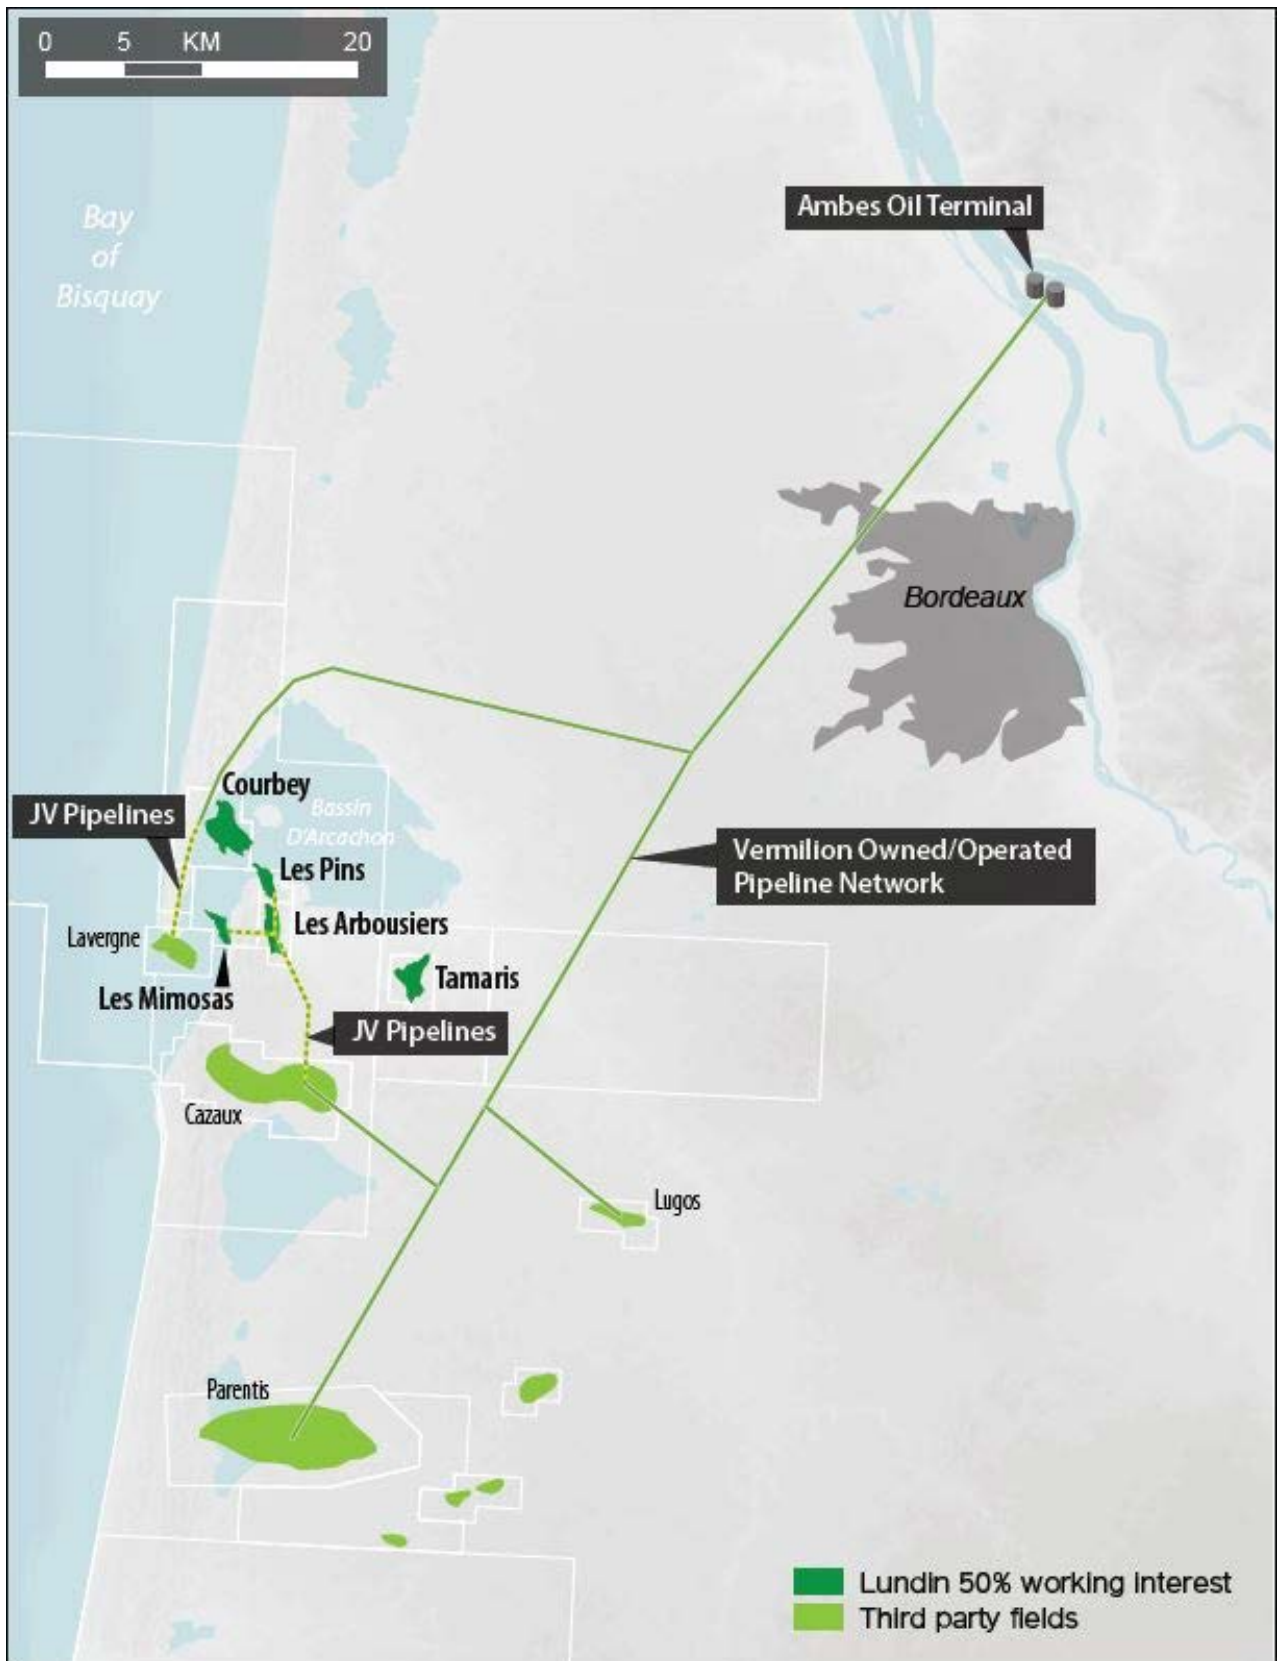 0 5 KM 20
Ambes Oil Terminal
Bay
of
Bisquay
Bordeaux
Courbey
JV Pipelines
Bassin
D'Arcachon
Vermilion Owned/Operated
Pipeline Network
Les Pins
Les Arbousiers
Lavergne
Tamaris
Les Mimosas
JV Pipelines
Cazaux
Lugos
Parentis
Lundin 50% working interest
Third party fields